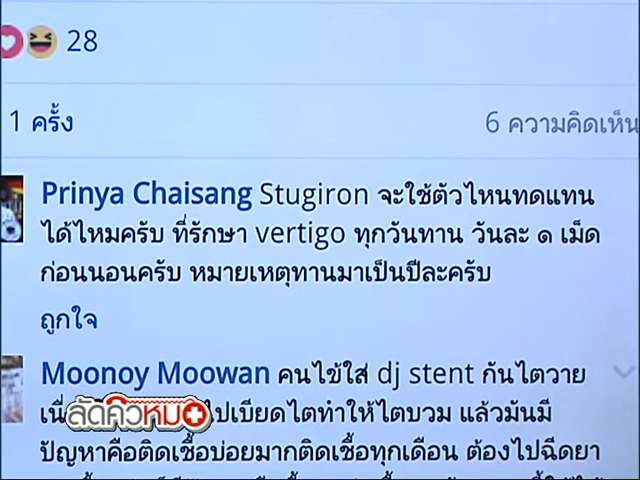 28
1 ครั้ง
6 ความคิดเห็น
Prinya Chaisang Stugiron จะใช้ตัวไหนทดแทน
ได้ไหมครับ ที่รักษา vertigo ทุกวันทาน วันละ ๑ เม็ด
ก่อนนอนครับ หมายเหตุทานมาเป็นปีละครับ
ถูกใจ
Moonoy Moowan คนไข้ใส่ dj stent กันไตวาย
ลัดคิวหมอ ไปเบียดไตทำให้ไตบวม แล้วมันมี
ปัญหาคือติดเชื้อบ่อยมากติดเชื้อทุกเดือน ต้องไปฉีดยา